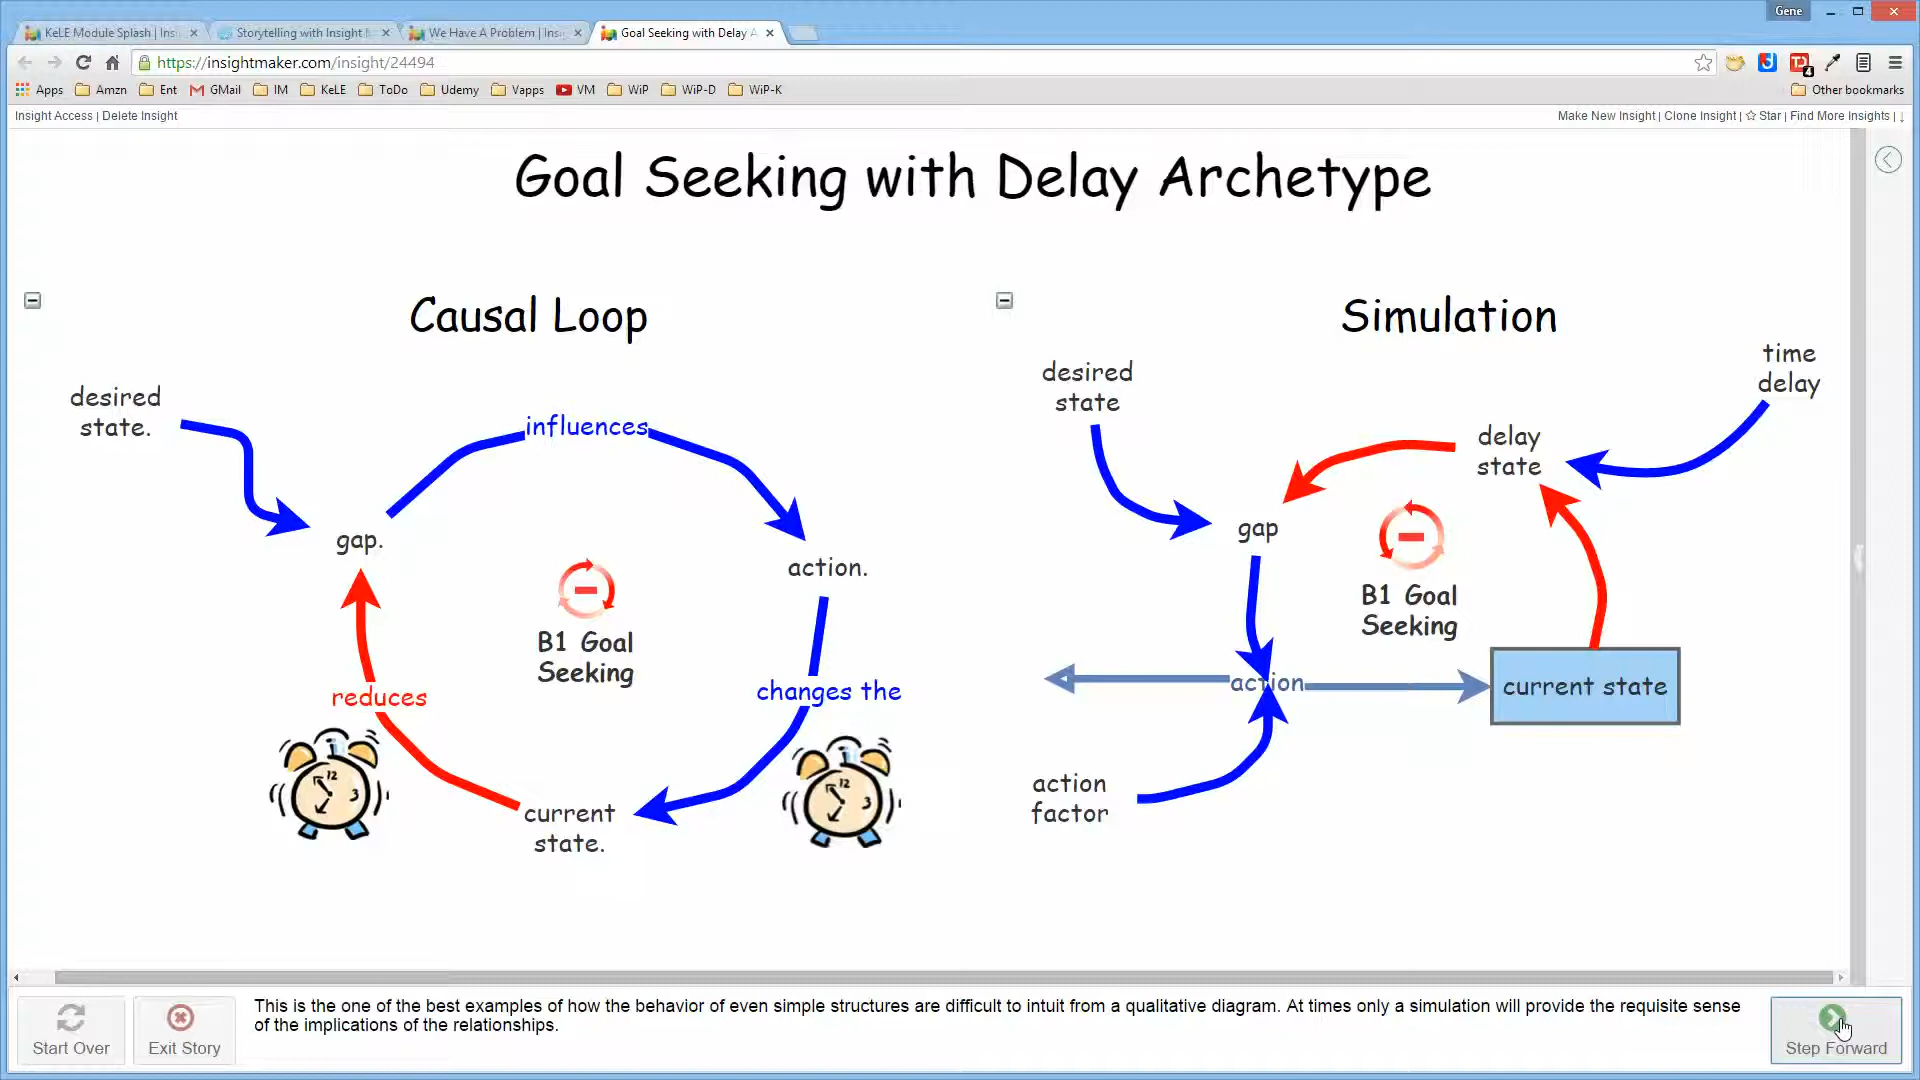 Gene
KeLE Module Splash | Ins
Storytelling with Insight
We Have A Problem | Ins
Goal Seeking with Delay A
https://insightmaker.com/insight/24494
4
Apps
Amzn
Ent
GMail
IM
KeLE
ToDo
Udemy
Vapps
VM
WiP
WiP-D
WiP-K
Other bookmarks
Insight Access | Delete Insight
Make New Insight | Clone Insight | ☆ Star | Find More Insights |
Goal Seeking with Delay Archetype
Causal Loop
desired
state.
influences
gap.
action.
B1 Goal
Seeking
reduces
changes the
12
3
12
3
current
state.
Simulation
time
delay
desired
state
delay
state
gap
B1 Goal
Seeking
action
current state
action
factor
Start Over
Exit Story
This is the one of the best examples of how the behavior of even simple structures are difficult to intuit from a qualitative diagram. At times only a simulation will provide the requisite sense
of the implications of the relationships.
Step Forward